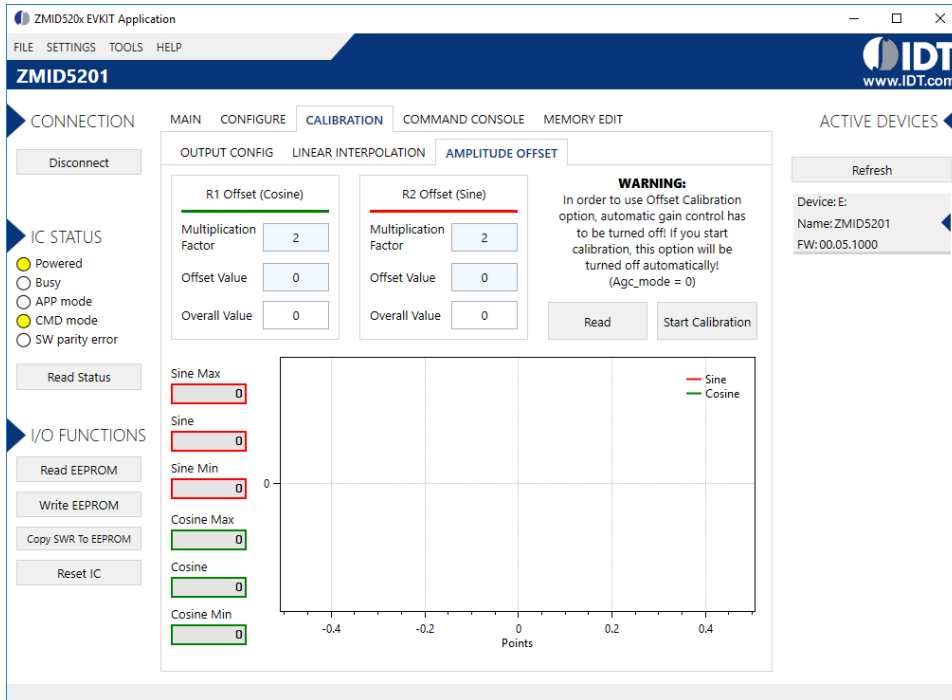 ZMID520x EVKIT Application
FILE SETTINGS TOOLS HELP
IDT
www.IDT.com
ZMID5201
CONNECTION
Disconnect
IC STATUS
Powered
Busy
APP mode
CMD mode
SW parity error
Read Status
I/O FUNCTIONS
Read EEPROM
Write EEPROM
Copy SWR To EEPROM
Reset IC
MAIN CONFIGURE CALIBRATION COMMAND CONSOLE MEMORY EDIT
OUTPUT CONFIG LINEAR INTERPOLATION AMPLITUDE OFFSET
R1 Offset (Cosine)
Multiplication
Factor
2
Offset Value 0
Overall Value 0
R2 Offset (Sine)
Multiplication
Factor
2
Offset Value 0
Overall Value 0
WARNING:
In order to use Offset Calibration
option, automatic gain control has
to be turned off! If you start
calibration, this option will be
turned off automatically!
(Agc_mode = 0)
Read Start Calibration
Sine Max
0
Sine
0
Sine Min
0
Cosine Max
0
Cosine
0
Cosine Min
0
Sine
Cosine
0
-0.4 -0.2 0 0.2 0.4
Points
ACTIVE DEVICES
Refresh
Device: E:
Name: ZMID5201
FW: 00.05.1000